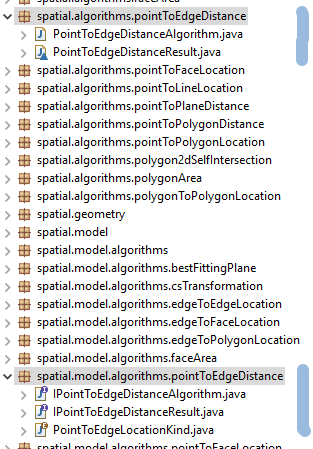 spatial.algorithms.pointToEdgeDistance
PointToEdgeDistanceAlgorithm.java
PointToEdgeDistanceResult.java
spatial.algorithms.pointToFaceLocation
spatial.algorithms.pointToLineLocation
spatial.algorithms.pointToPlaneDistance
spatial.algorithms.pointToPolygonDistance
spatial.algorithms.pointToPolygonLocation
spatial.algorithms.polygon2dSelfIntersection
spatial.algorithms.polygonArea
spatial.algorithms.polygonToPolygonLocation
spatial.geometry
spatial.model
spatial.model.algorithms
spatial.model.algorithms.bestFittingPlane
spatial.model.algorithms.csTransformation
spatial.model.algorithms.edgeToEdgeLocation
spatial.model.algorithms.edgeToFaceLocation
spatial.model.algorithms.edgeToPolygonLocation
spatial.model.algorithms.faceArea
spatial.model.algorithms.pointToEdgeDistance
IPointToEdgeDistanceAlgorithm.java
IPointToEdgeDistanceResult.java
PointToEdgeLocationKind.java
spatial.model.algorithms.pointToFaceLocation